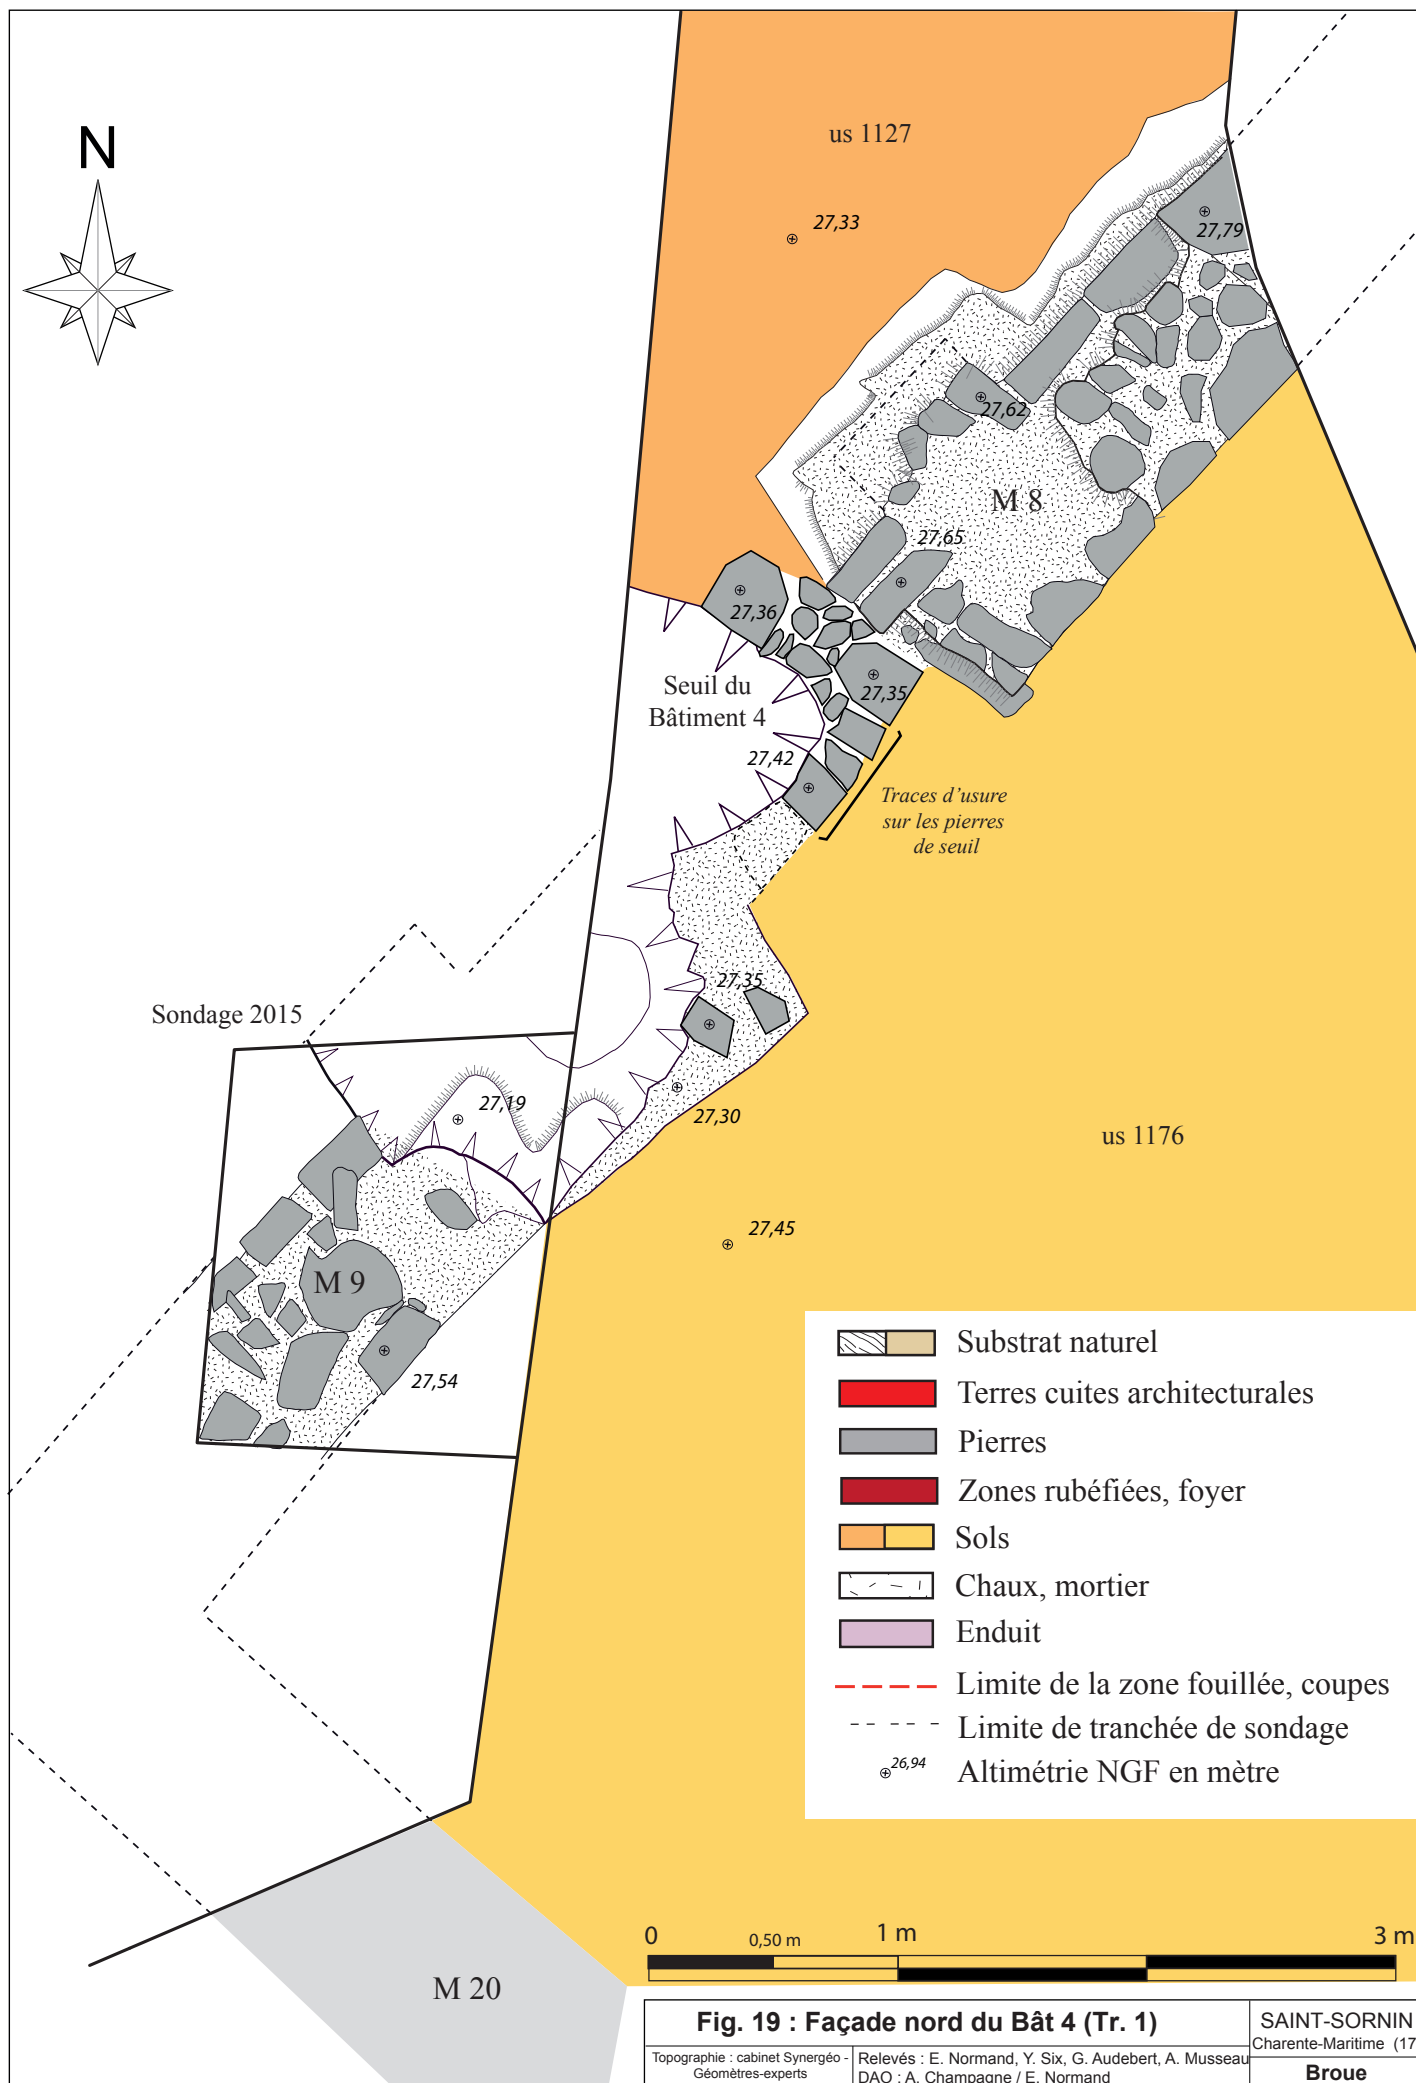 N
us 1127
27,33
27,79
27,62
M 8
27,65
27,36
27,35
Seuil du
Bâtiment 4
27,42
Traces d'usure
sur les pierres
de seuil
27,35
Sondage 2015
27,19
27,30
us 1176
27,45
M 9
27,54
Substrat naturel
Terres cuites architecturales
Pierres
Zones rubéfiées, foyer
Sols
Chaux, mortier
Enduit
Limite de la zone fouillée, coupes
Limite de tranchée de sondage
26,94 Altimétrie NGF en mètre
0 0,50 m 1 m 3 m
M 20
Fig. 19 : Façade nord du Bât 4 (Tr. 1)
SAINT-SORNIN
Charente-Maritime (17
Topographie : cabinet Synergéo -
Géomètres-experts
Relevés : E. Normand, Y. Six, G. Audebert, A. Musseau
DAO : A. Champagne / E. Normand
Broue